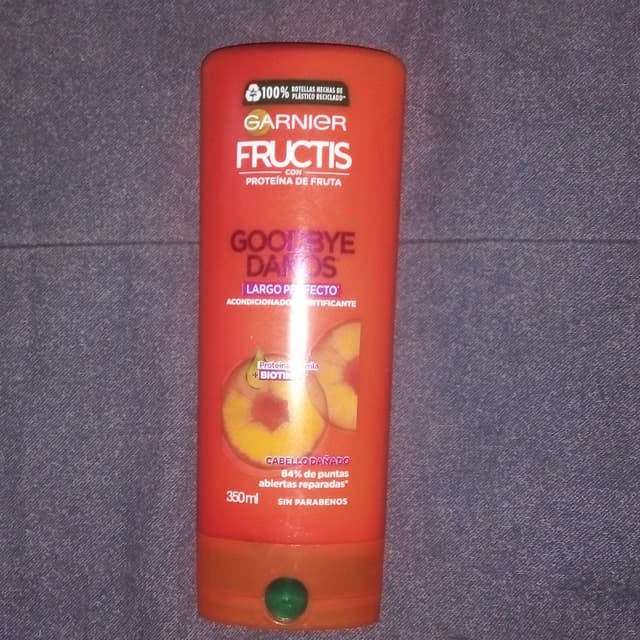 100% BOTELLAS HECHAS DE
PLÁSTICO RECICLADO**
GARNIER
FRUCTIS
CON
PROTEÍNA DE FRUTA
GOODBYE
DAÑOS
LARGO PERFECTO
ACONDICIONADOR FORTIFICANTE
Proteína
+BIOTINA
CABELLO DAÑADO
84% de puntas
abiertas reparadas*
350ml
SIN PARABENOS